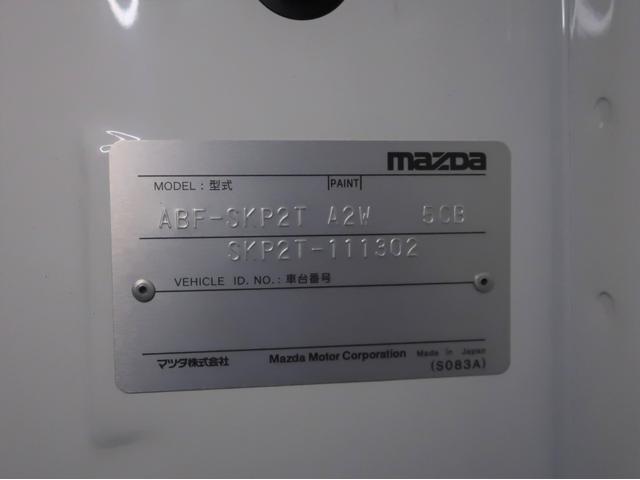 mazda
MODEL : 型式 PAINT
ABF-SKP2T A2W 5CB
SKP2T-111302
VEHICLE ID. NO. : 車台番号
マツダ株式会社 Mazda Motor Corporation Made in Japan
(S083A)